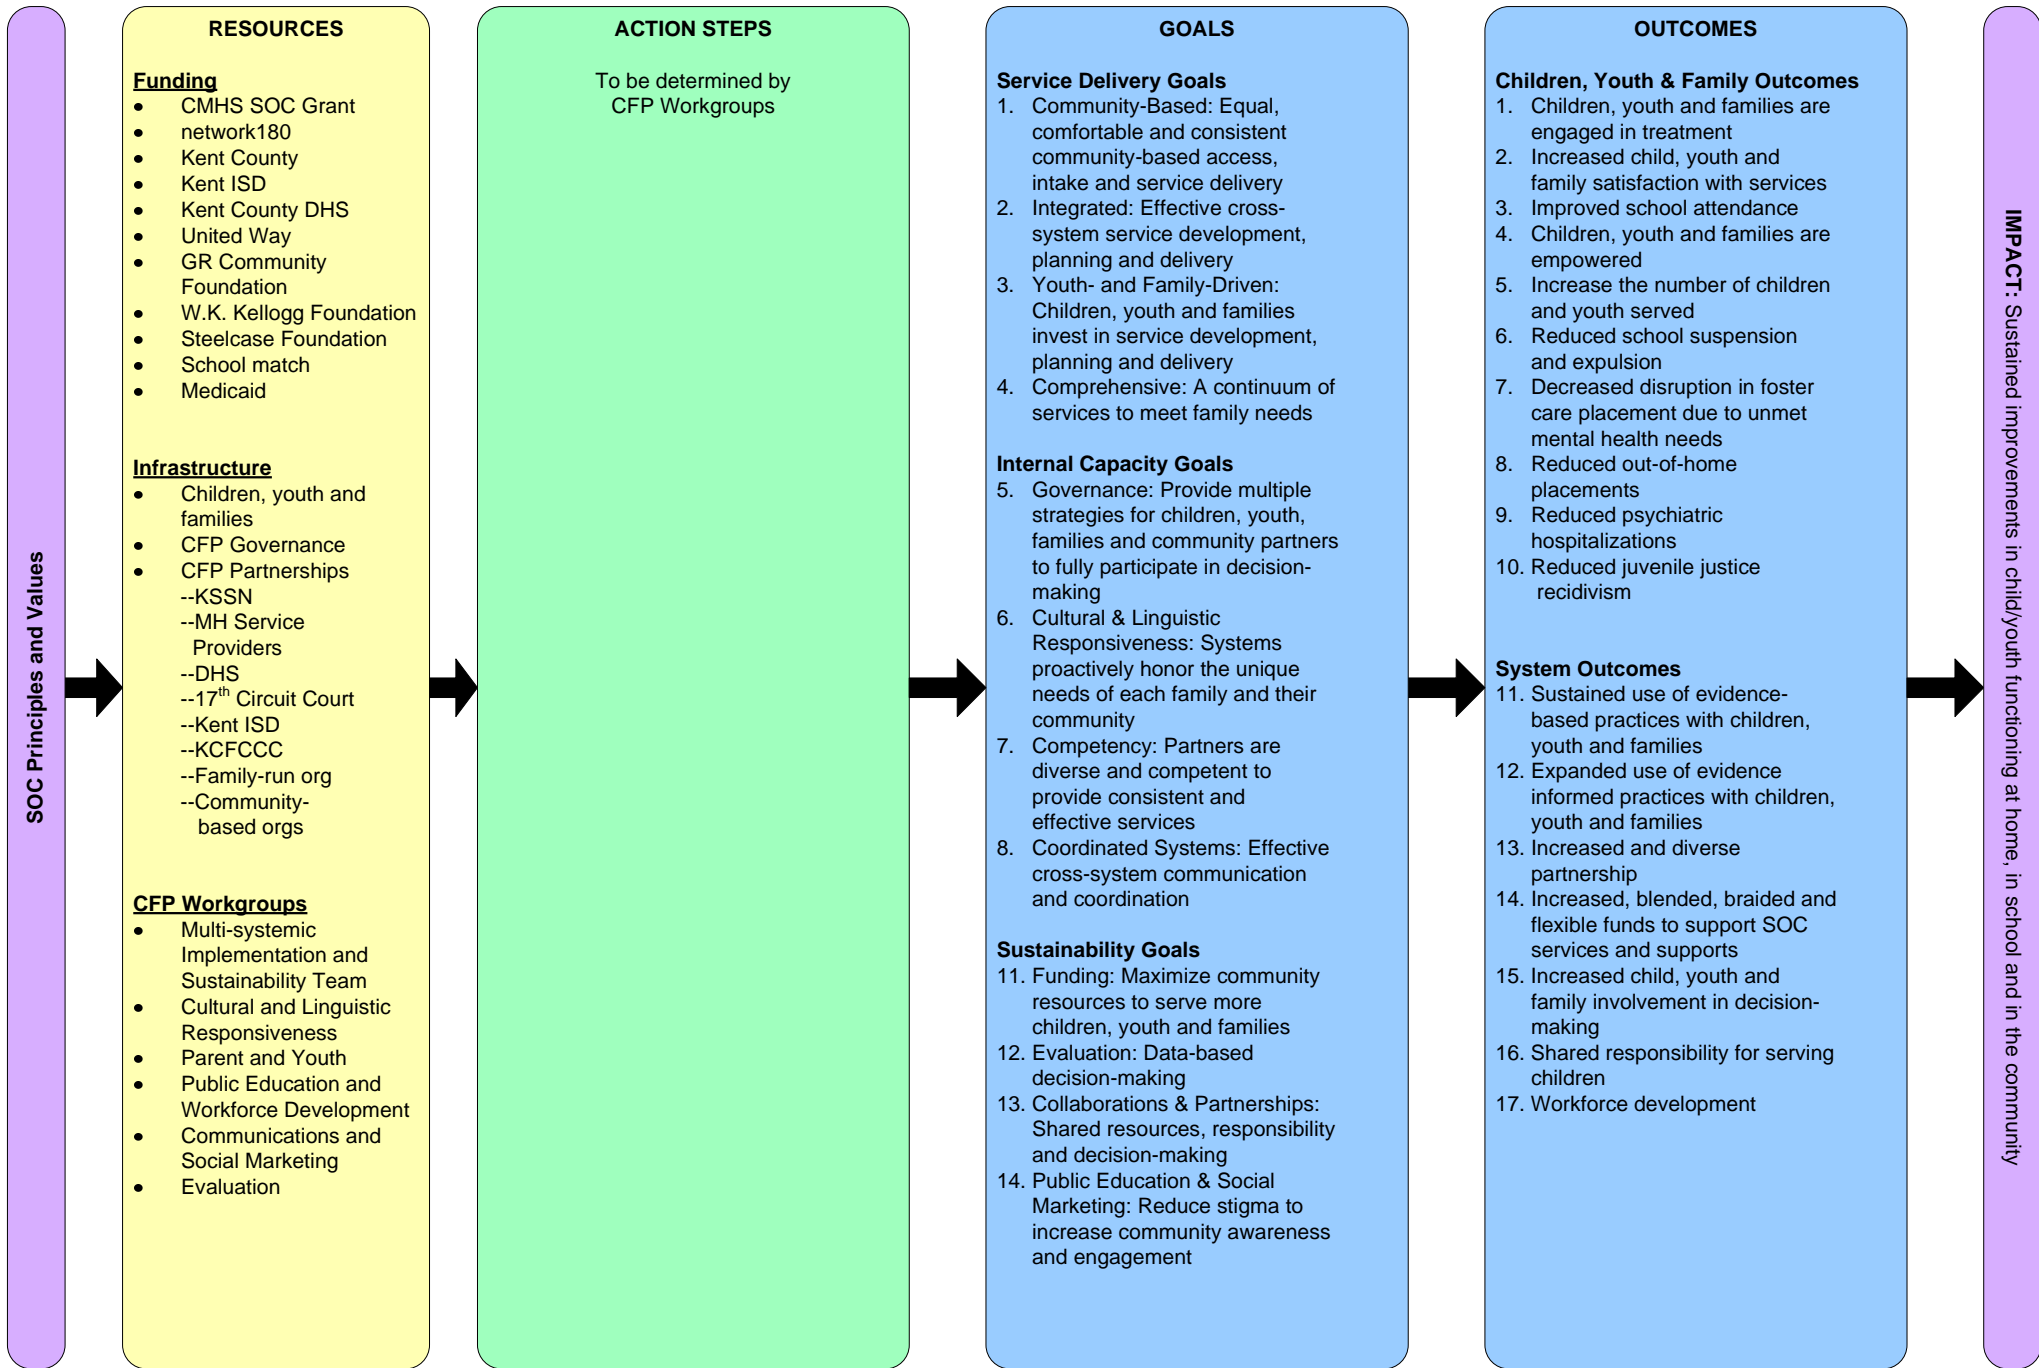 SOC Principles and Values
RESOURCES
Funding
• CMHS SOC Grant
• network180
• Kent County
• Kent ISD
• Kent County DHS
• United Way
• GR Community
Foundation
• W.K. Kellogg Foundation
• Steelcase Foundation
• School match
• Medicaid
Infrastructure
• Children, youth and
families
• CFP Governance
• CFP Partnerships
--KSSN
--MH Service
Providers
--DHS
--17th Circuit Court
--Kent ISD
--KCFCCC
--Family-run org
--Community-
based orgs
CFP Workgroups
• Multi-systemic
Implementation and
Sustainability Team
• Cultural and Linguistic
Responsiveness
• Parent and Youth
• Public Education and
Workforce Development
• Communications and
Social Marketing
• Evaluation
ACTION STEPS
To be determined by
CFP Workgroups
GOALS
Service Delivery Goals
1. Community-Based: Equal,
comfortable and consistent
community-based access,
intake and service delivery
2. Integrated: Effective cross-
system service development,
planning and delivery
3. Youth- and Family-Driven:
Children, youth and families
invest in service development,
planning and delivery
4. Comprehensive: A continuum of
services to meet family needs
Internal Capacity Goals
5. Governance: Provide multiple
strategies for children, youth,
families and community partners
to fully participate in decision-
making
6. Cultural & Linguistic
Responsiveness: Systems
proactively honor the unique
needs of each family and their
community
7. Competency: Partners are
diverse and competent to
provide consistent and
effective services
8. Coordinated Systems: Effective
cross-system communication
and coordination
Sustainability Goals
11. Funding: Maximize community
resources to serve more
children, youth and families
12. Evaluation: Data-based
decision-making
13. Collaborations & Partnerships:
Shared resources, responsibility
and decision-making
14. Public Education & Social
Marketing: Reduce stigma to
increase community awareness
and engagement
OUTCOMES
Children, Youth & Family Outcomes
1. Children, youth and families are
engaged in treatment
2. Increased child, youth and
family satisfaction with services
3. Improved school attendance
4. Children, youth and families are
empowered
5. Increase the number of children
and youth served
6. Reduced school suspension
and expulsion
7. Decreased disruption in foster
care placement due to unmet
mental health needs
8. Reduced out-of-home
placements
9. Reduced psychiatric
hospitalizations
10. Reduced juvenile justice
recidivism
System Outcomes
11. Sustained use of evidence-
based practices with children,
youth and families
12. Expanded use of evidence
informed practices with children,
youth and families
13. Increased and diverse
partnership
14. Increased, blended, braided and
flexible funds to support SOC
services and supports
15. Increased child, youth and
family involvement in decision-
making
16. Shared responsibility for serving
children
17. Workforce development
IMPACT: Sustained improvements in child/youth functioning at home, in school and in the community